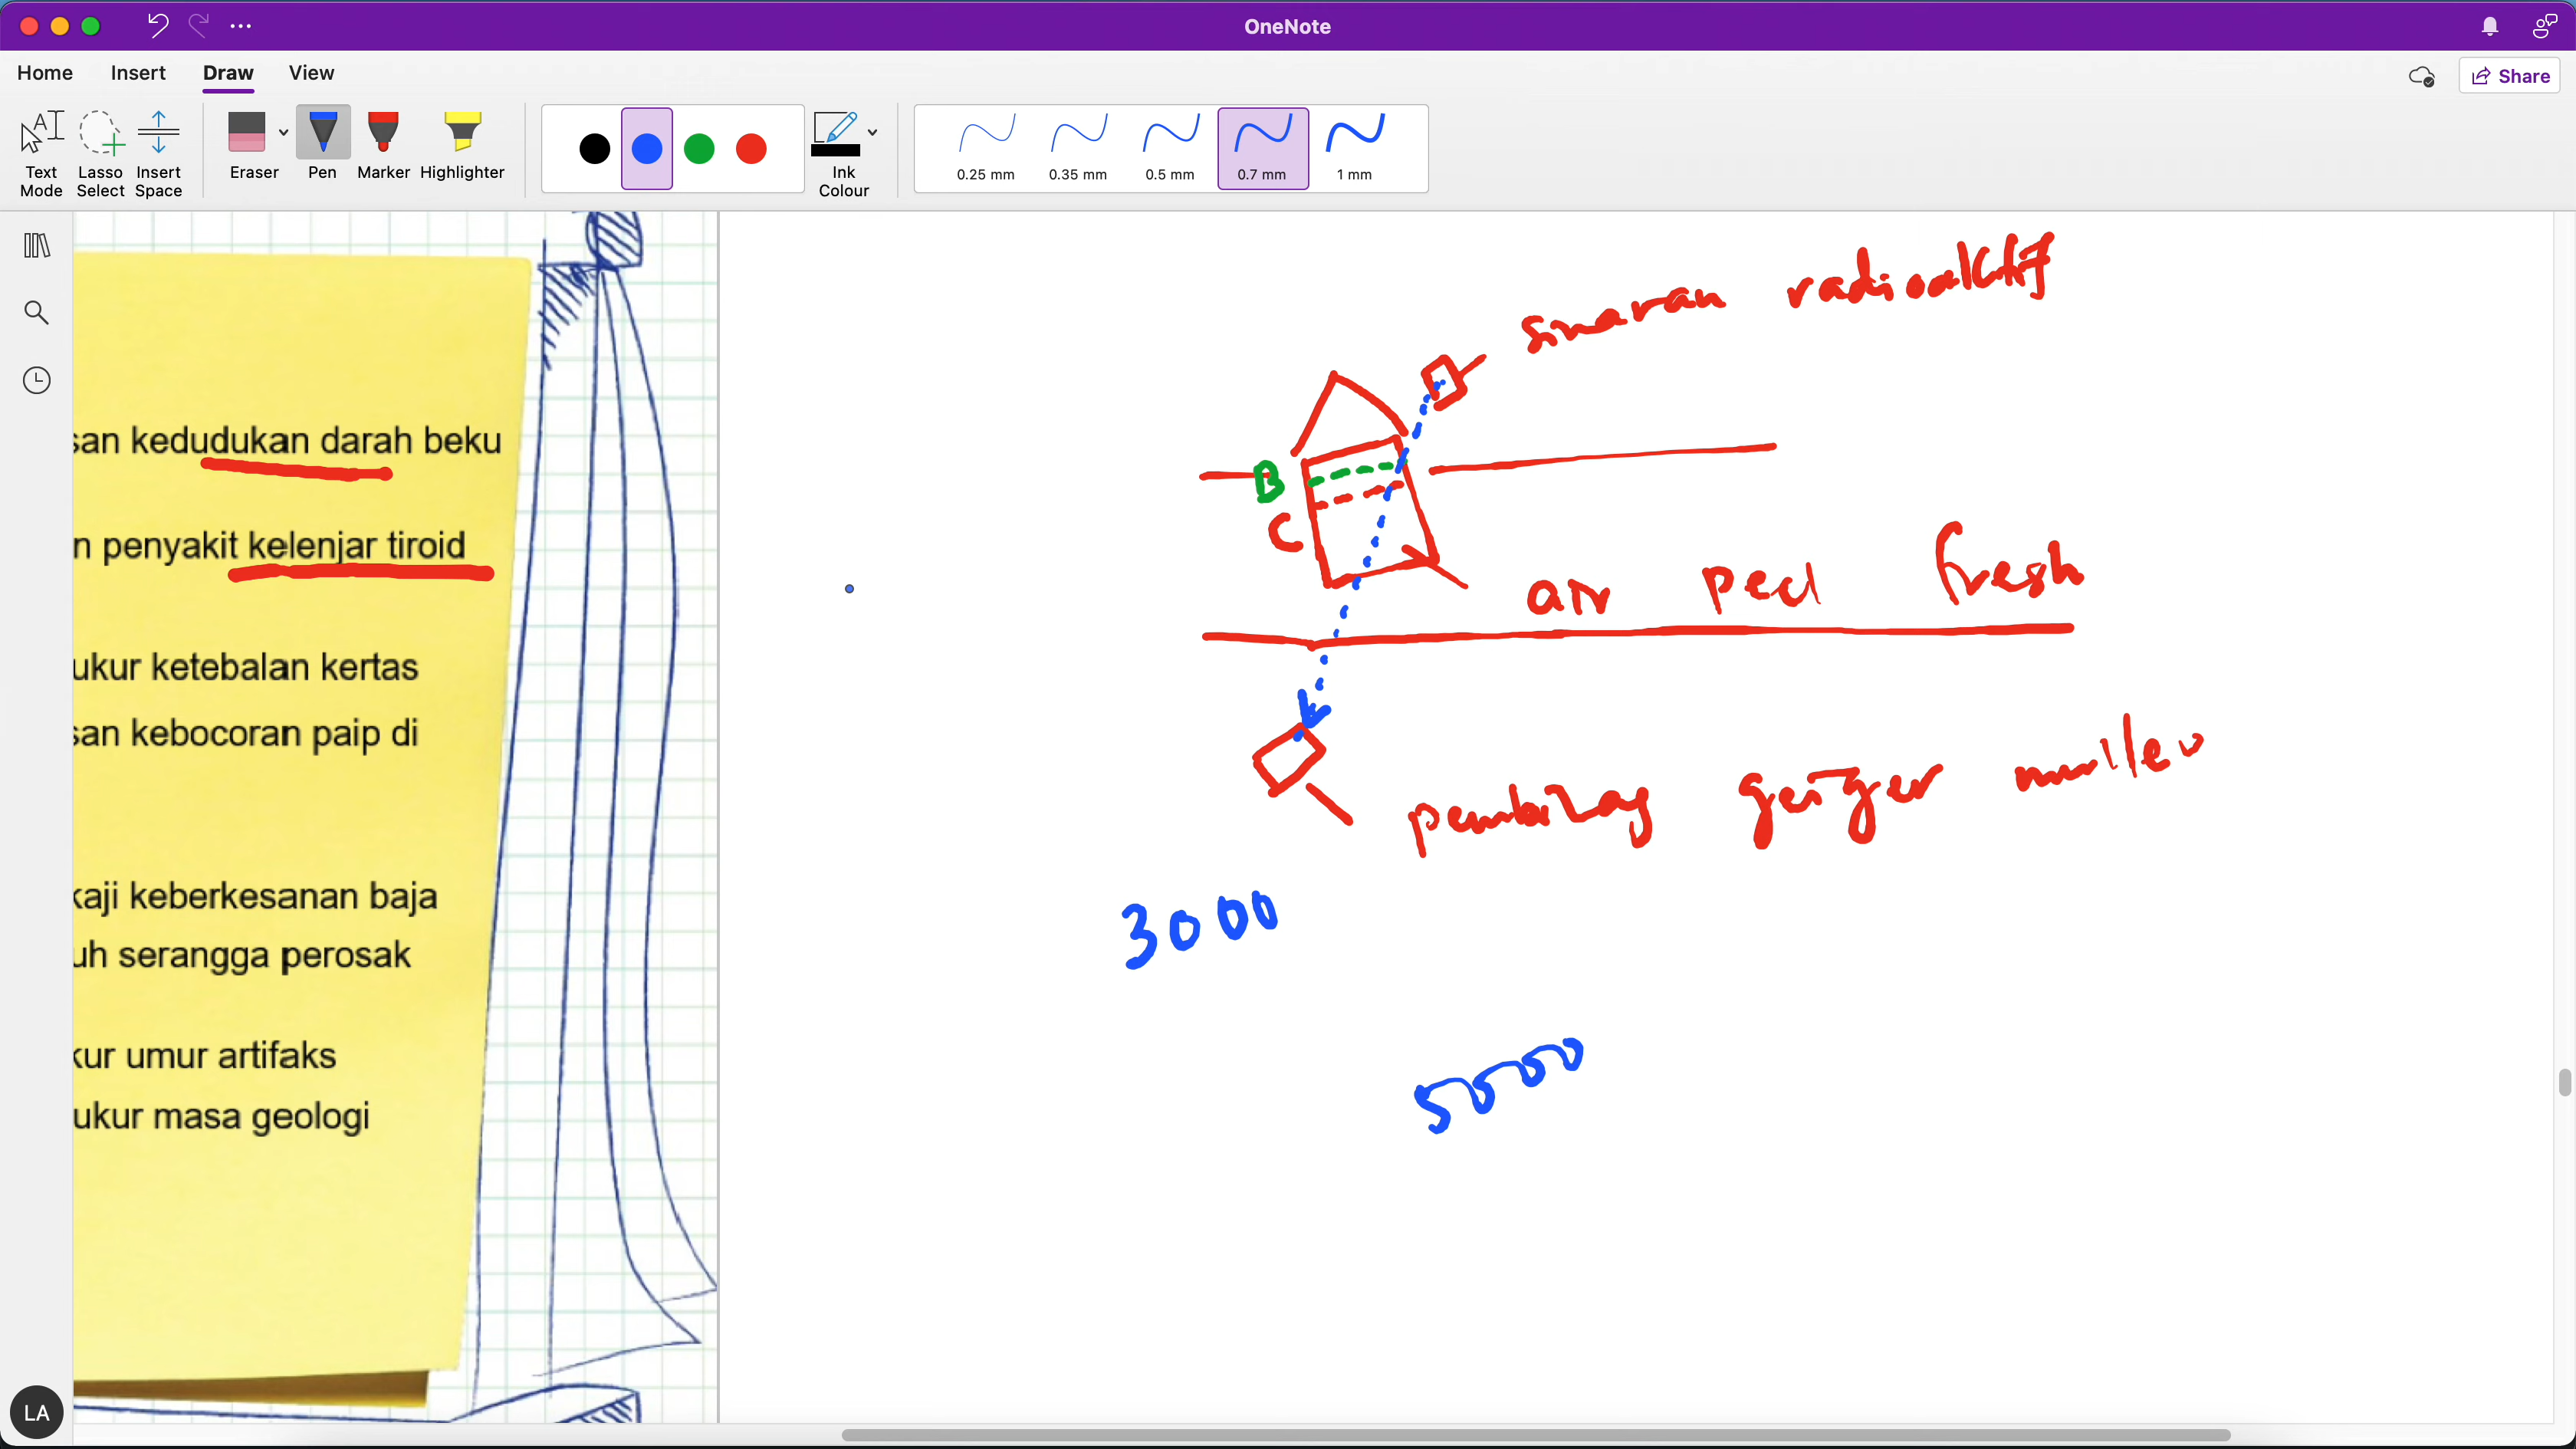 OneNote
Home Insert Draw View
Share
Text Mode
Lasso Select
Insert Space
Eraser
Pen
Marker
Highlighter
Ink Colour
0.25 mm
0.35 mm
0.5 mm
0.7 mm
1 mm
san kedudukan darah beku
n penyakit kelenjar tiroid
ukur ketebalan kertas
san kebocoran paip di
kaji keberkesanan baja
uh serangga perosak
kur umur artifaks
ukur masa geologi
LA
sinaran radioaktif
B
C
air peel fresh
pembilang geiger muller
3000
5000